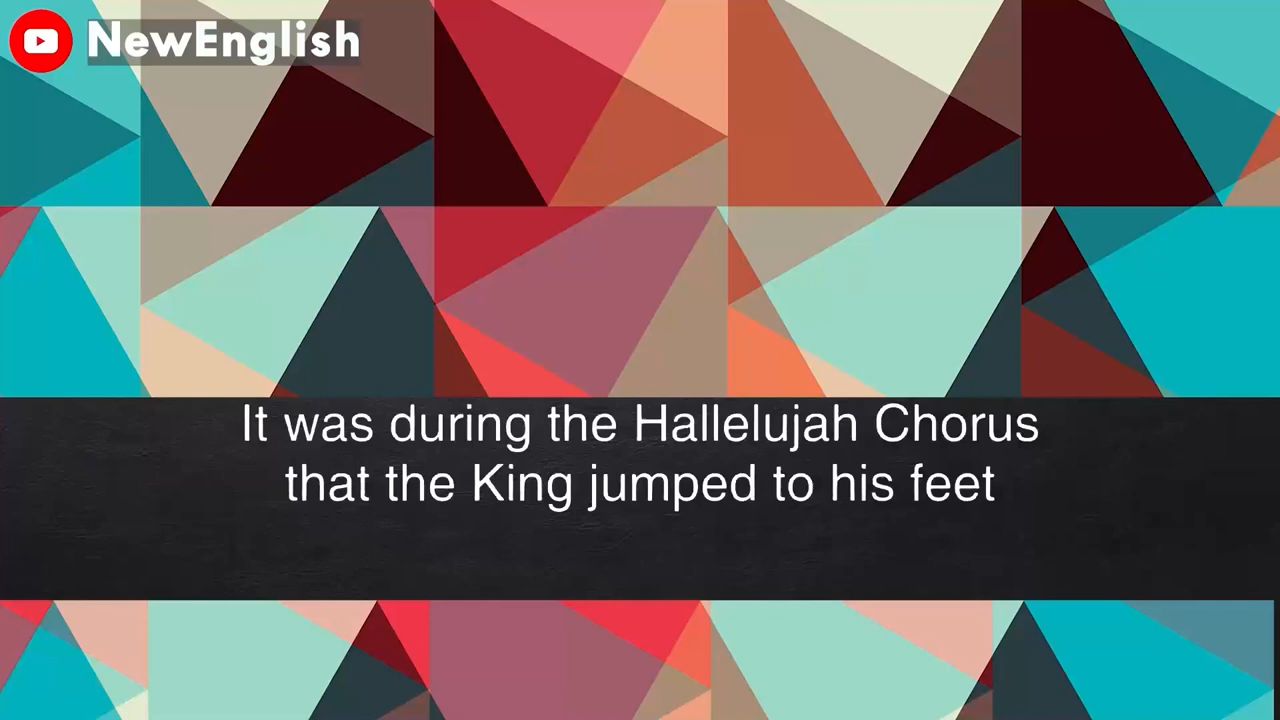 NewEnglish
It was during the Hallelujah Chorus
that the King jumped to his feet